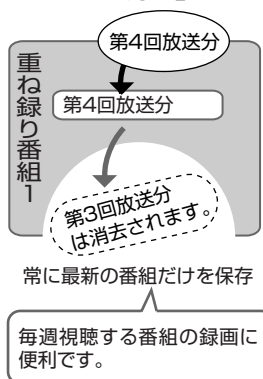 第4回放送分
重ね録り番組1
第4回放送分
第3回放送分
は消去されます。
常に最新の番組だけを保存
毎週視聴する番組の録画に
便利です。